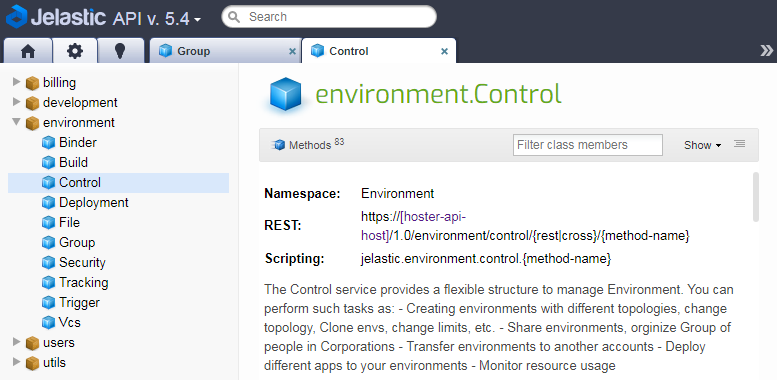 Jelastic API v. 5.4
Search
Group
Control
billing
development
environment
Binder
Build
Control
Deployment
File
Group
Security
Tracking
Trigger
Vcs
users
utils
environment.Control
Methods 83
Filter class members
Show
Namespace: Environment
REST: https://[hoster-api-
host]/1.0/environment/control/{rest|cross}/{method-name}
Scripting: jelastic.environment.control.{method-name}
The Control service provides a flexible structure to manage Environment. You can
perform such tasks as: - Creating environments with different topologies, change
topology, Clone envs, change limits, etc. - Share environments, orginize Group of
people in Corporations - Transfer environments to another accounts - Deploy
different apps to your environments - Monitor resource usage